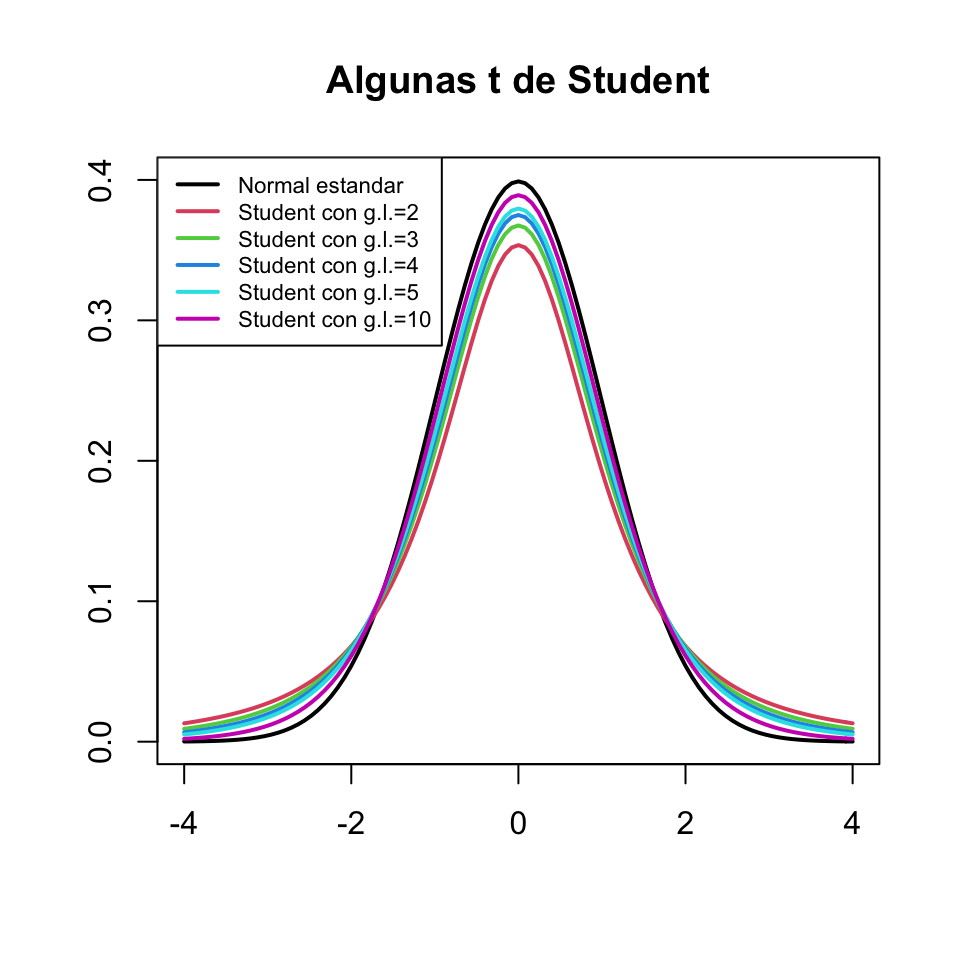 Algunas t de Student
Normal estandar
Student con g.l.=2
Student con g.l.=3
Student con g.l.=4
Student con g.l.=5
Student con g.l.=10
0.4
0.3
0.2
0.1
0.0
-4 -2 0 2 4